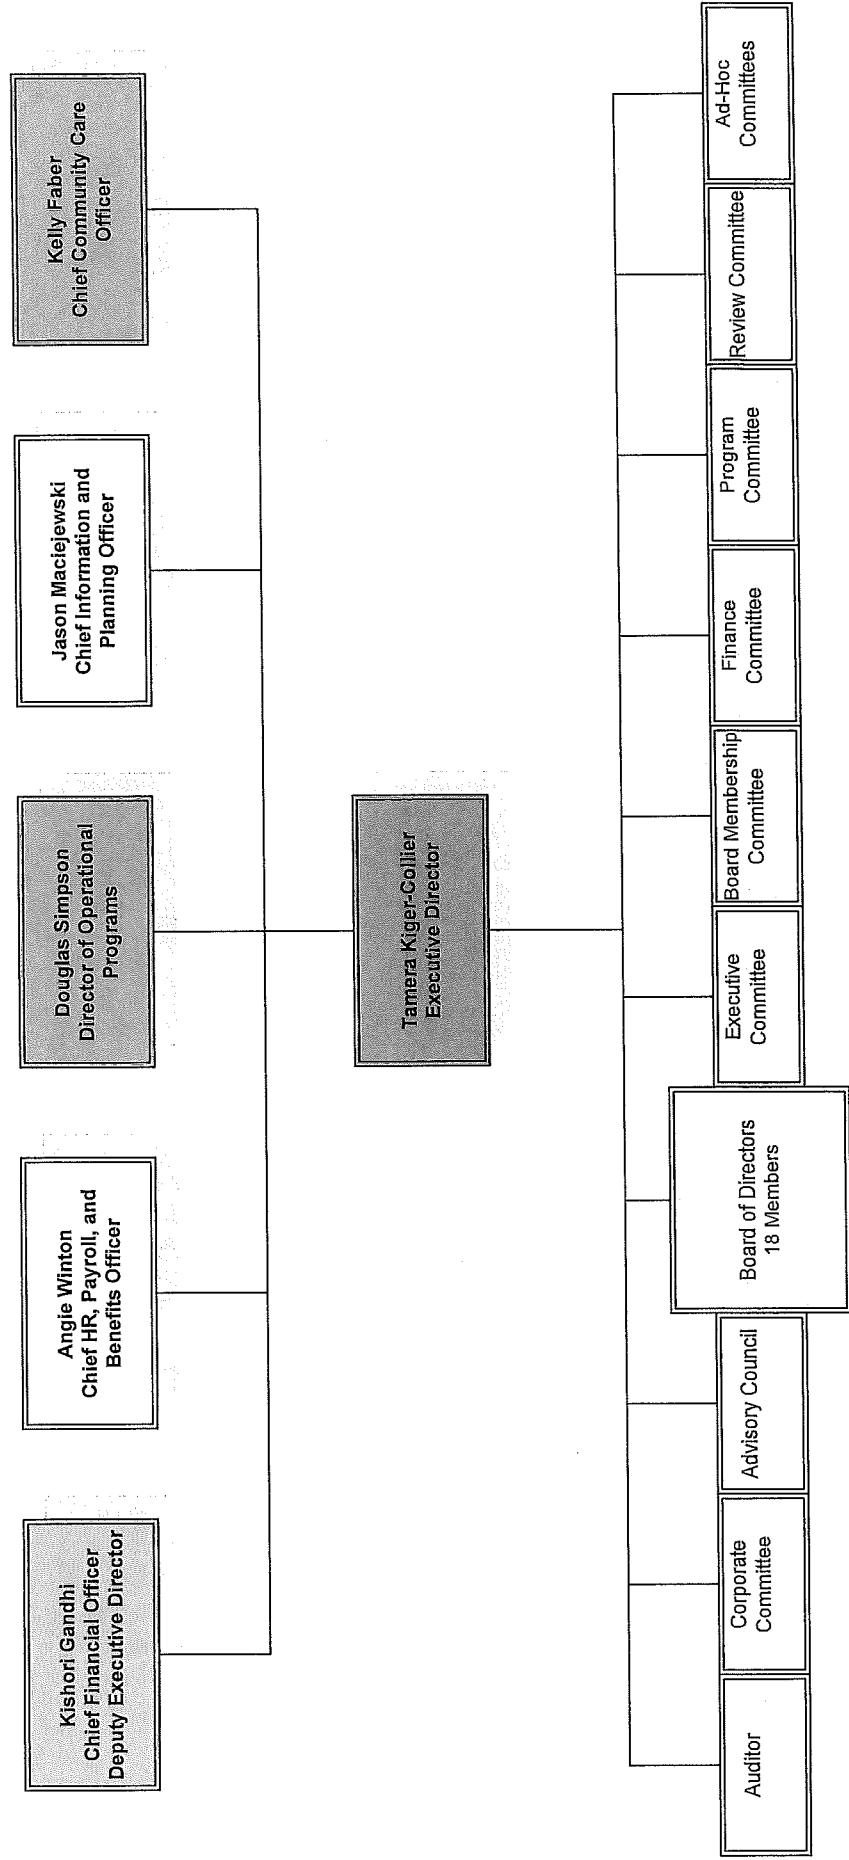 Kishori Gandhi
Chief Financial Officer
Deputy Executive Director
Angie Winton
Chief HR, Payroll, and
Benefits Officer
Douglas Simpson
Director of Operational
Programs
Jason Maciejewski
Chief Information and
Planning Officer
Kelly Faber
Chief Community Care
Officer
Tamera Kiger-Collier
Executive Director
Auditor
Corporate
Committee
Advisory Council
Board of Directors
18 Members
Executive
Committee
Board Membership
Committee
Finance
Committee
Program
Committee
Review Committee
Ad-Hoc
Committees